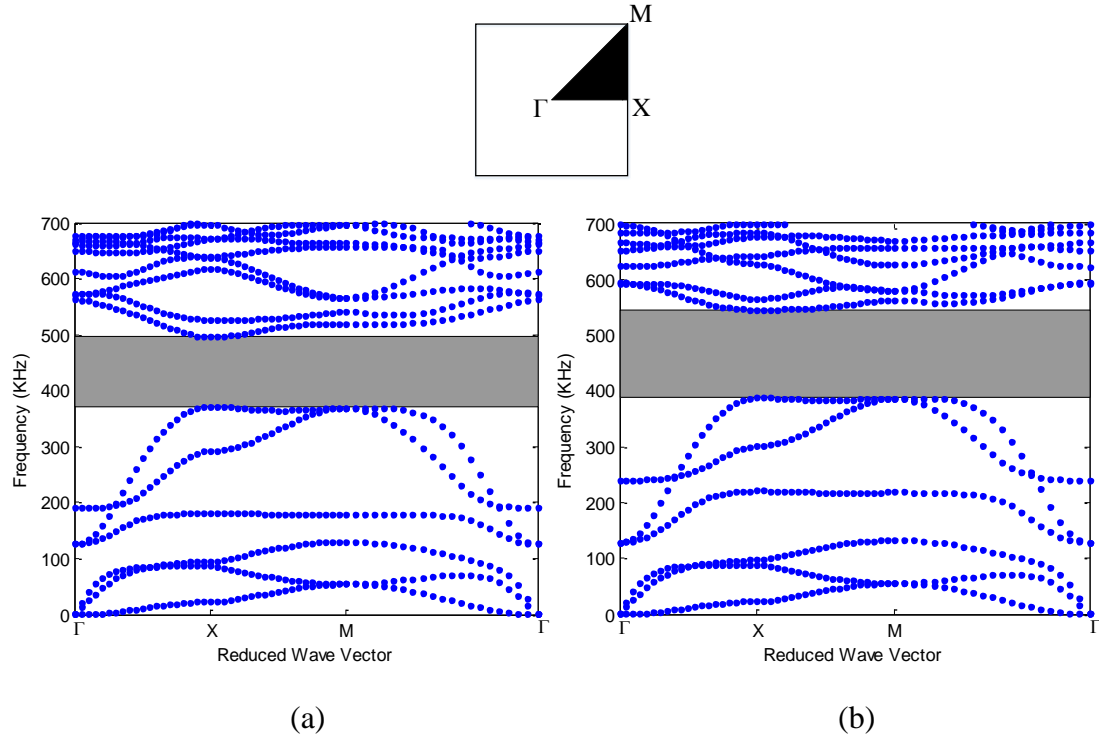 M
Γ
X
700
600
500
400
300
200
100
0
Frequency (KHz)
Γ
X
M
Γ
Reduced Wave Vector
(a)
700
600
500
400
300
200
100
0
Frequency (KHz)
Γ
X
M
Γ
Reduced Wave Vector
(b)